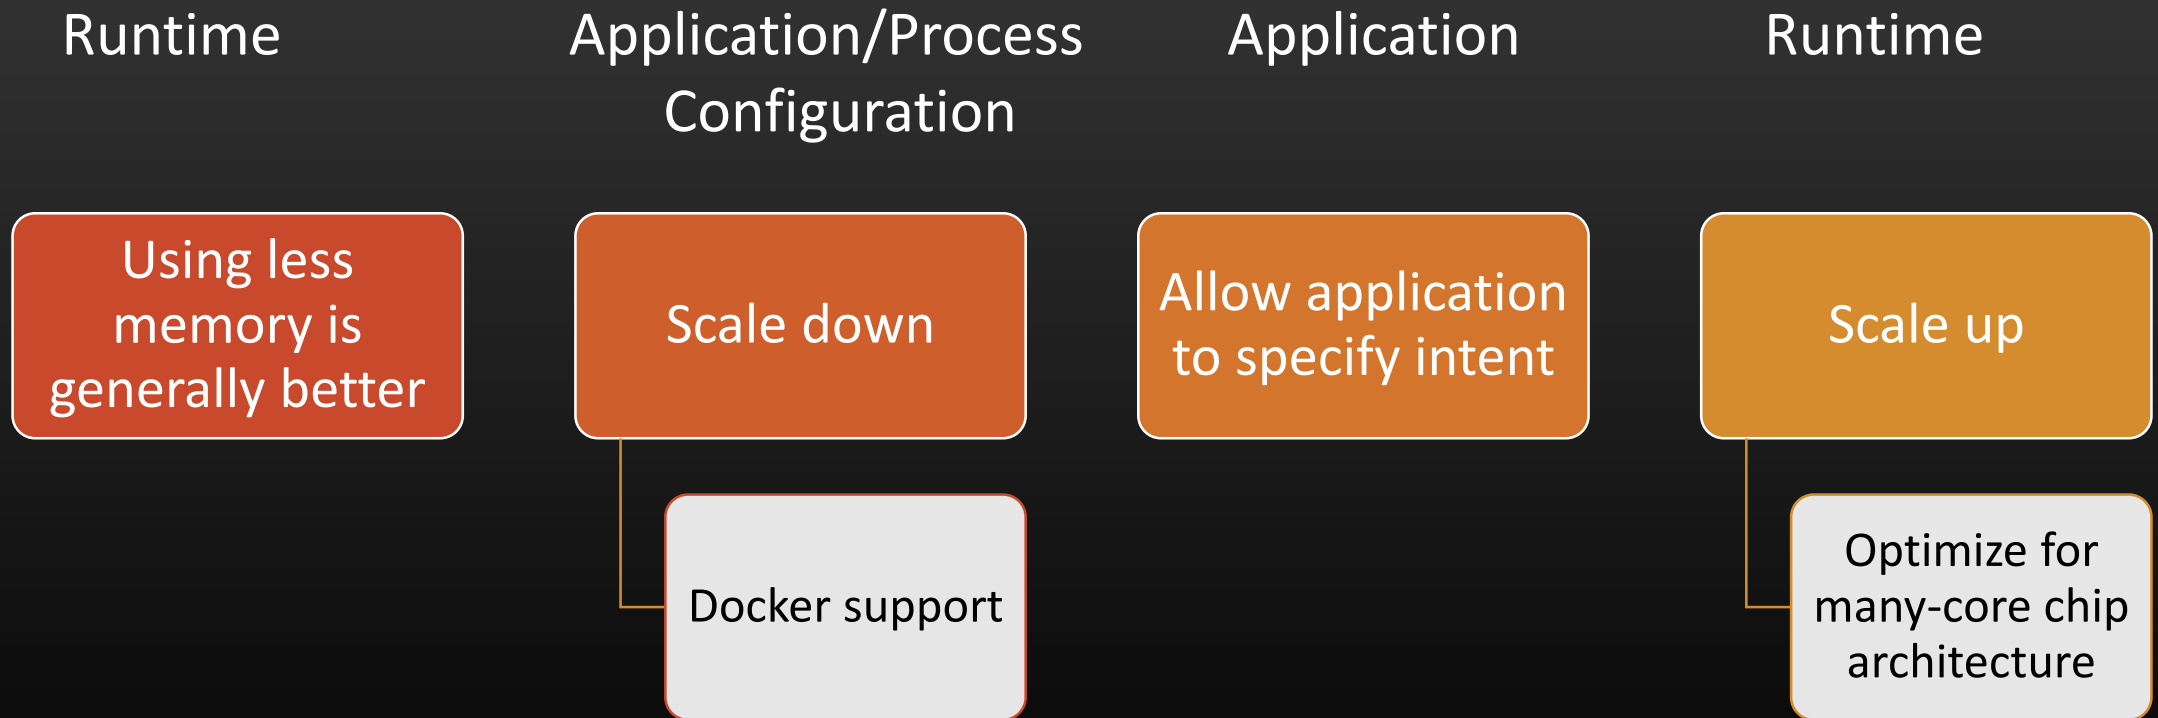 Runtime
Application/Process
Configuration
Application
Runtime
Using less
memory is
generally better
Scale down
Allow application
to specify intent
Scale up
Docker support
Optimize for
many-core chip
architecture